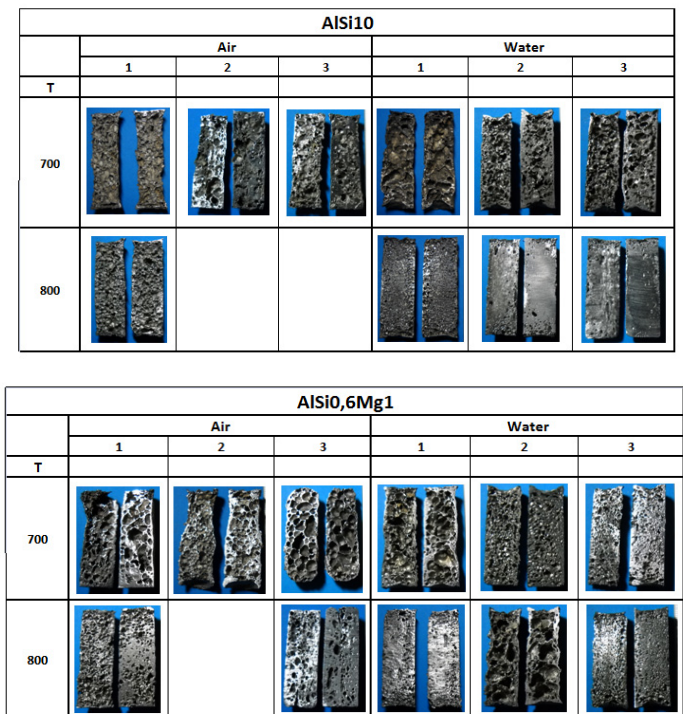 AlSi10
Air Water
1 2 3 1 2 3
T
700
800
AlSi0,6Mg1
Air Water
1 2 3 1 2 3
T
700
800